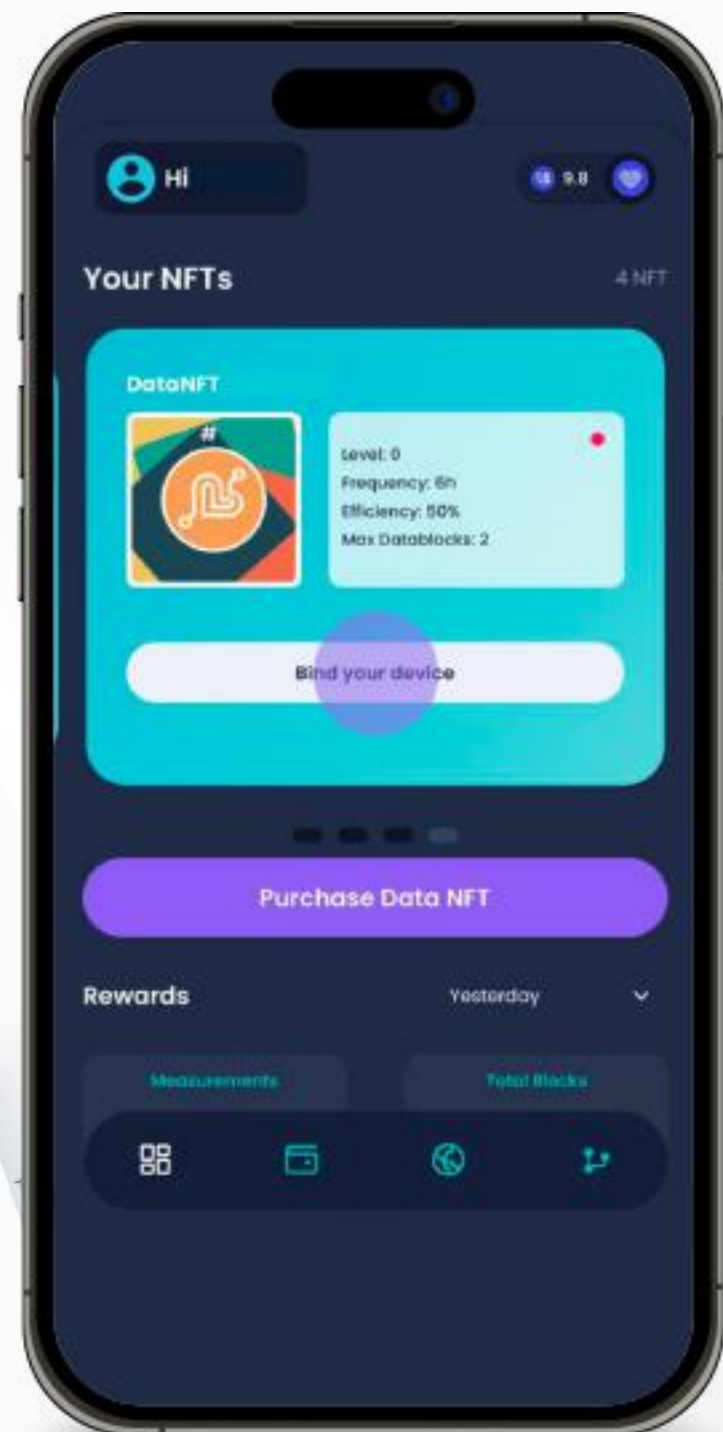 Hi
9.8
Your NFTs
4 NFT
DataNFT
#
Level: 0
Frequency: 6h
Efficiency: 50%
Max Datablocks: 2
Bind your device
Purchase Data NFT
Rewards
Yesterday
Measurements
Total Blocks